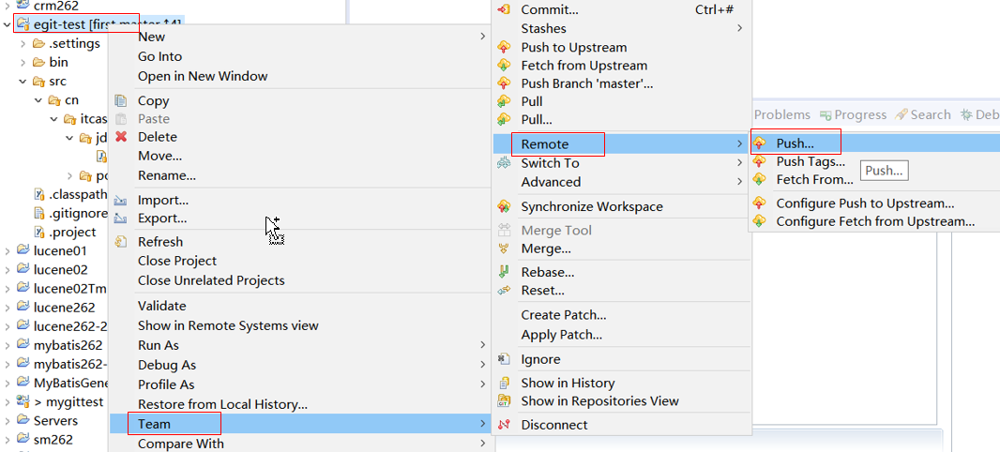 crm262
egit-test [first master ↑4]
.settings
bin
src
cn
itcas
jd
po
.classpath
.gitignore
.project
lucene01
lucene02
lucene02Tm
lucene262
lucene262-2
mybatis262
mybatis262-
MyBatisGene
> mygittest
Servers
sm262
New
Go Into
Open in New Window
Copy
Paste
Delete
Move...
Rename...
Import...
Export...
Refresh
Close Project
Close Unrelated Projects
Validate
Show in Remote Systems view
Run As
Debug As
Profile As
Restore from Local History...
Team
Compare With
Commit... Ctrl+#
Stashes
Push to Upstream
Fetch from Upstream
Push Branch 'master'...
Pull
Pull...
Remote
Switch To
Advanced
Synchronize Workspace
Merge Tool
Merge...
Rebase...
Reset...
Create Patch...
Apply Patch...
Ignore
Show in History
Show in Repositories View
Disconnect
Problems Progress Search Deb
Push...
Push Tags...
Fetch From...
Push...
Configure Push to Upstream...
Configure Fetch from Upstream...